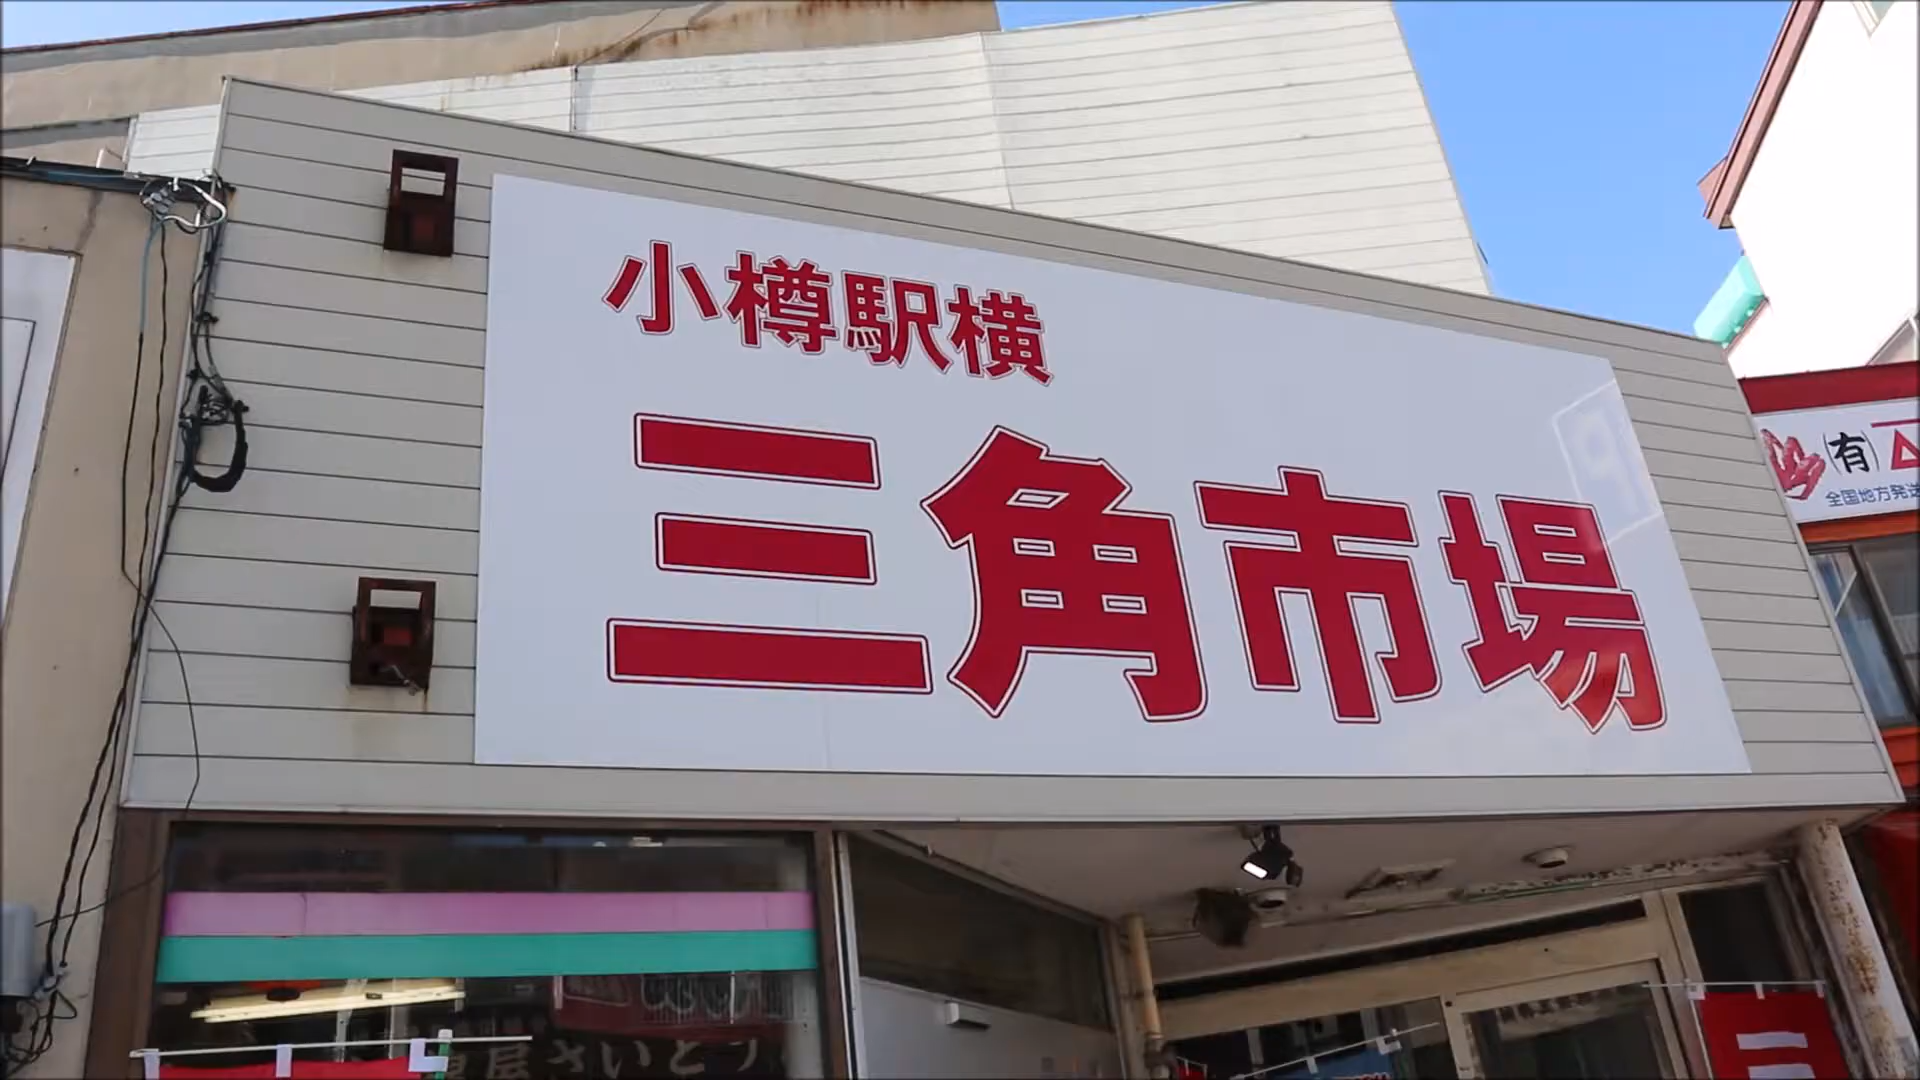 小樽駅横
三角市場
(有)
全国地方発送
屋さいとう